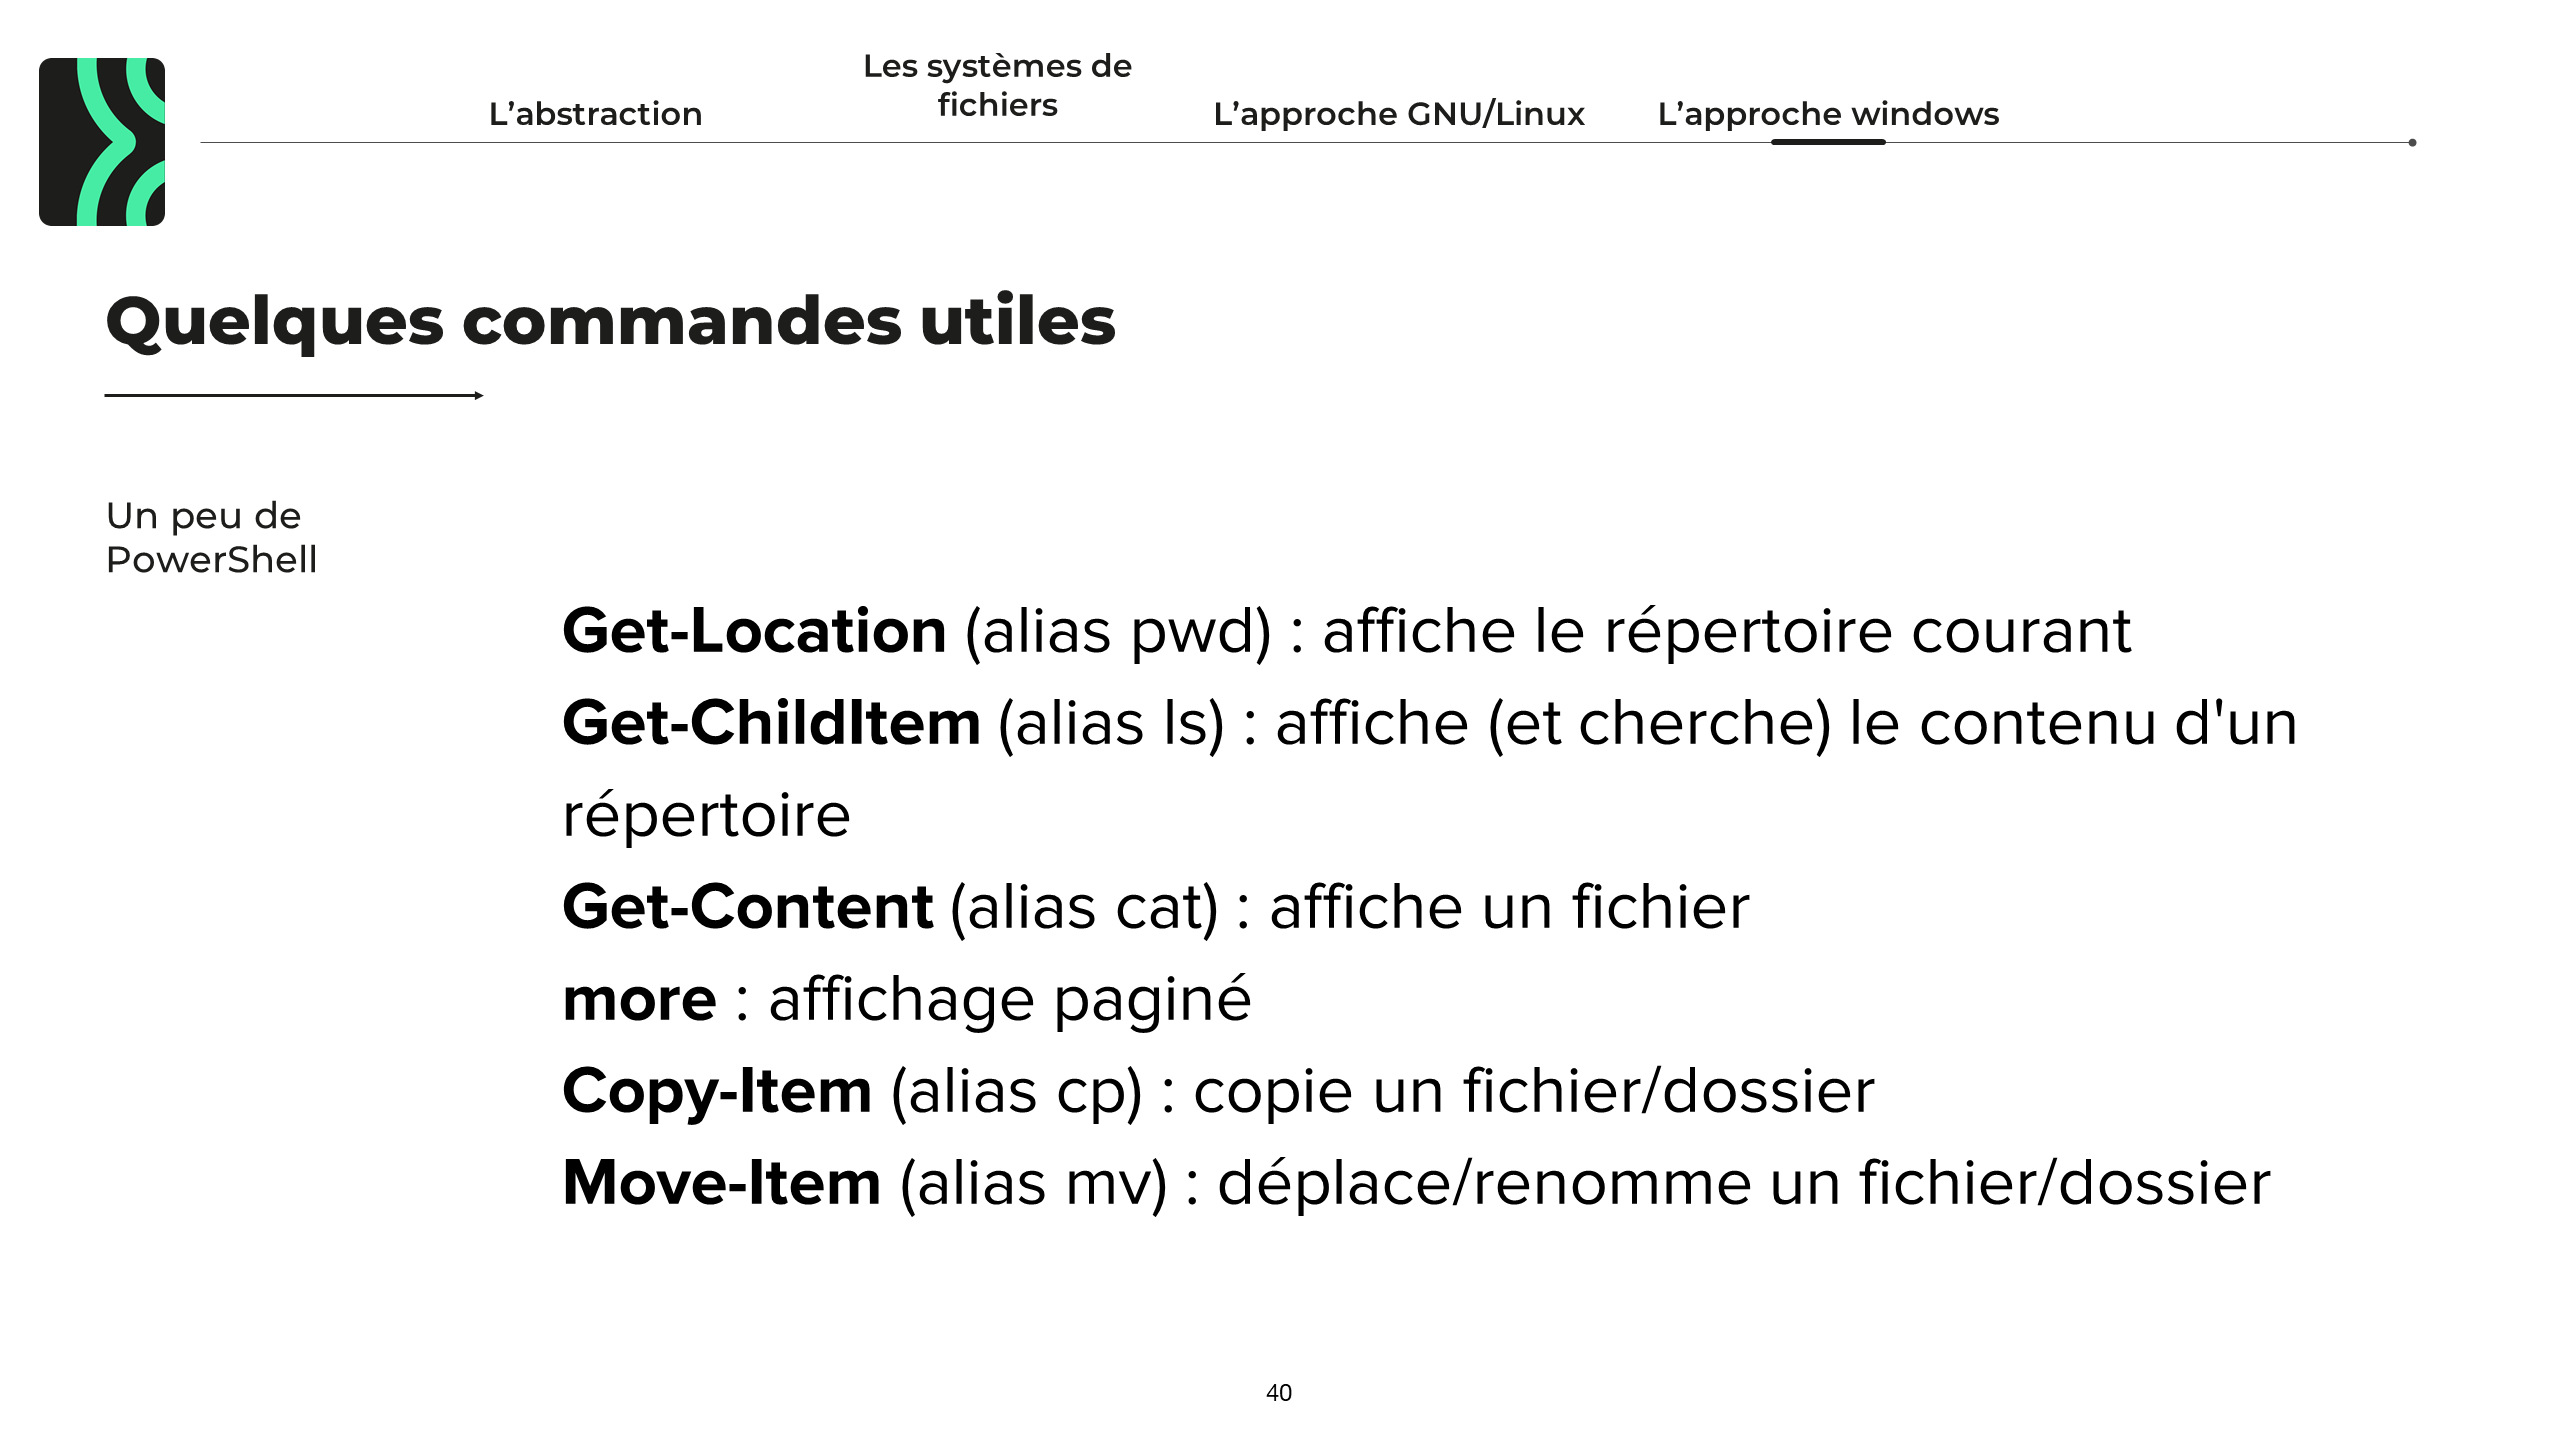 Les systèmes de
fichiers
L’abstraction
L’approche GNU/Linux
L’approche windows
Quelques commandes utiles
Un peu de
PowerShell
Get-Location (alias pwd) : affiche le répertoire courant
Get-ChildItem (alias ls) : affiche (et cherche) le contenu d'un
répertoire
Get-Content (alias cat) : affiche un fichier
more : affichage paginé
Copy-Item (alias cp) : copie un fichier/dossier
Move-Item (alias mv) : déplace/renomme un fichier/dossier
40